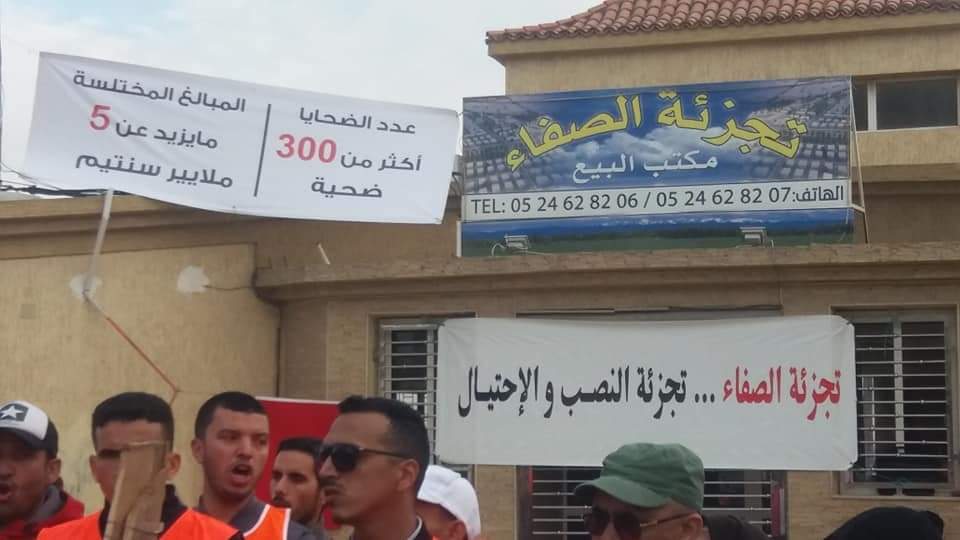 عدد الضحايا
أكثر من 300
ضحية
المبالغ المختلسة
مايزيد عن 5
ملايير سنتيم
تجزئة الصفاء
مكتب البيع
TEL: 05 24 62 82 06 / 05 24 62 82 07 :الهاتف
تجزئة الصفاء ... تجزئة النصب و الإحتيال